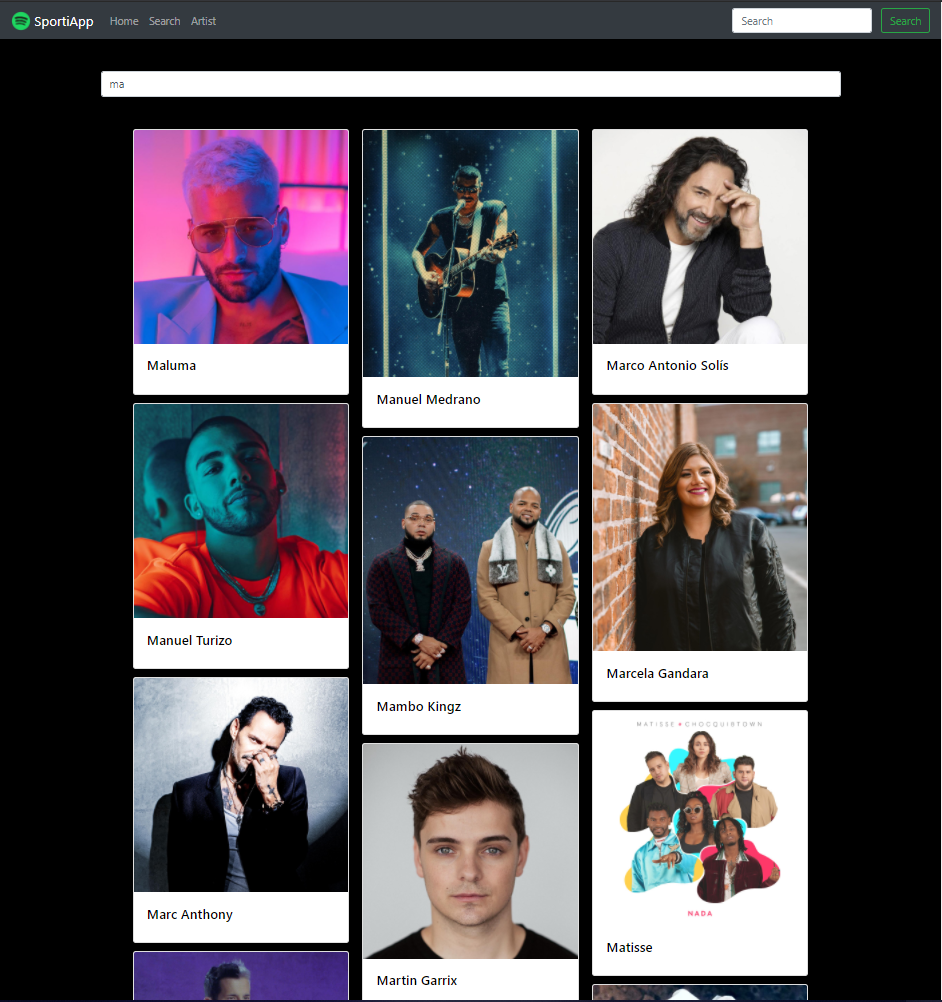 SportiApp Home Search Artist Search Search
ma
Maluma
Manuel Medrano
Marco Antonio Solís
Manuel Turizo
Mambo Kingz
Marcela Gandara
Marc Anthony
Martin Garrix
MATISSE + CHOCQUIBTOWN
NADA
Matisse